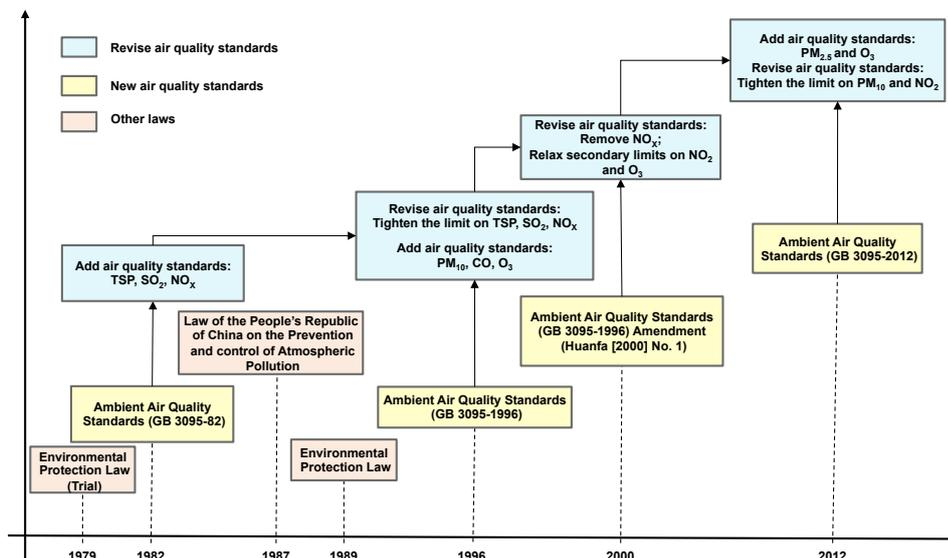 Revise air quality standards
New air quality standards
Other laws
Add air quality standards:
PM2.5 and O3
Revise air quality standards:
Tighten the limit on PM10 and NO2
Revise air quality standards:
Remove NOX;
Relax secondary limits on NO2
and O3
Revise air quality standards:
Tighten the limit on TSP, SO2, NOX
Add air quality standards:
PM10, CO, O3
Add air quality standards:
TSP, SO2, NOX
Ambient Air Quality
Standards (GB 3095-2012)
Ambient Air Quality Standards
(GB 3095-1996) Amendment
(Huanfa [2000] No. 1)
Law of the People's Republic
of China on the Prevention
and control of Atmospheric
Pollution
Ambient Air Quality Standards
(GB 3095-1996)
Ambient Air Quality
Standards (GB 3095-82)
Environmental
Protection Law
(Trial)
Environmental
Protection Law
1979 1982 1987 1989 1996 2000 2012